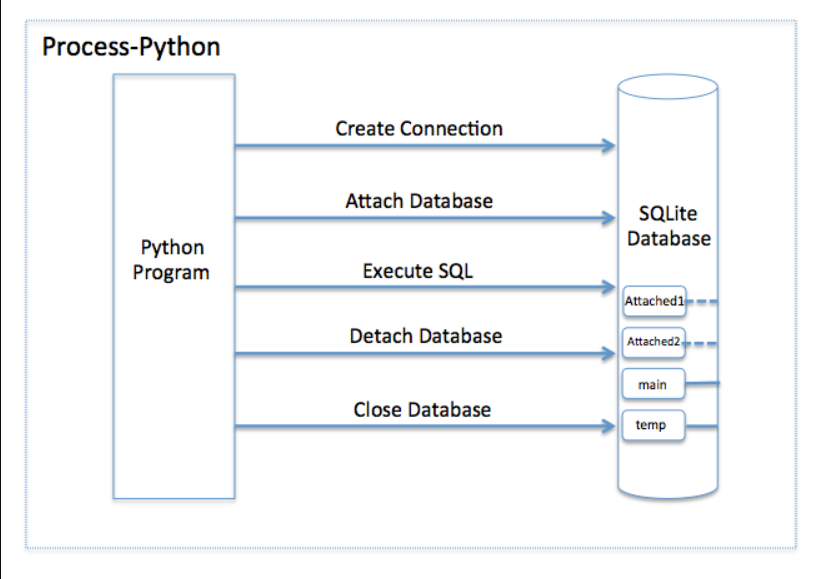 Process-Python
Create Connection
Attach Database
Execute SQL
Detach Database
Close Database
Python
Program
SQLite
Database
Attached1
Attached2
main
temp